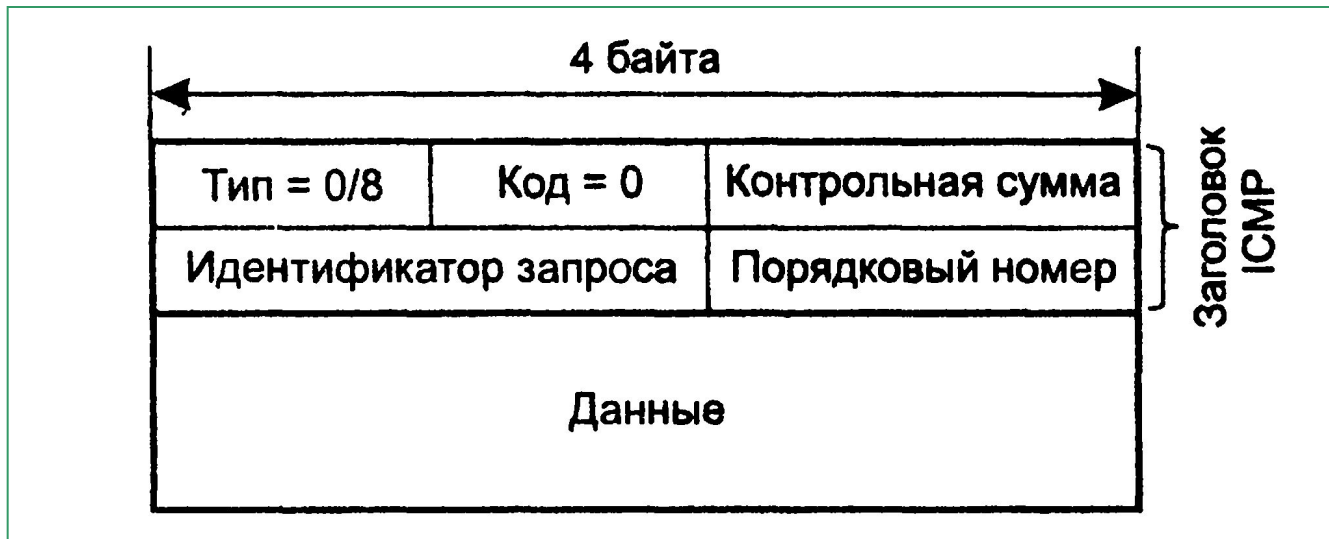 4 байта
Тип = 0/8 Код = 0 Контрольная сумма
Идентификатор запроса Порядковый номер
Данные
Заголовок
ICMP